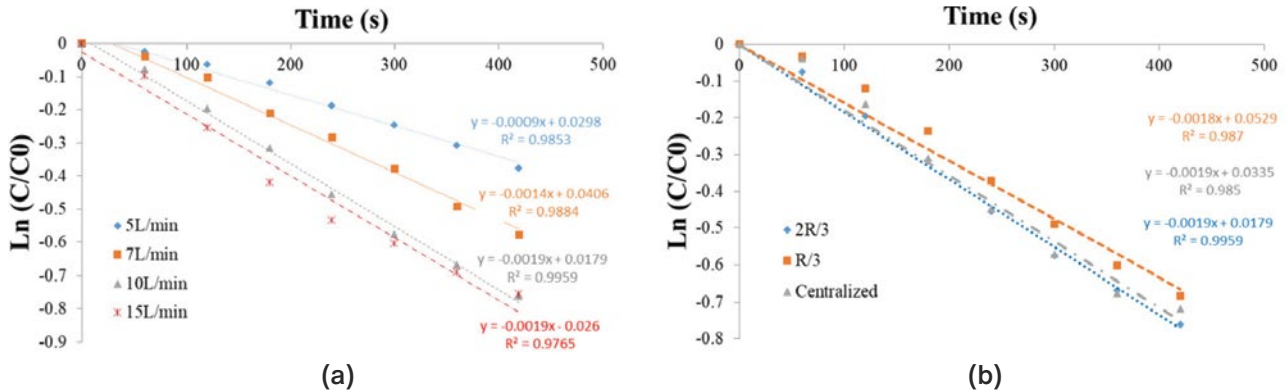 Time (s)
0 100 200 300 400 500
Ln (C/C0)
0
-0.1
-0.2
-0.3
-0.4
-0.5
-0.6
-0.7
-0.8
-0.9
y = -0.0009x + 0.0298
R² = 0.9853
y = -0.0014x + 0.0406
R² = 0.9884
y = -0.0019x + 0.0179
R² = 0.9959
y = -0.0019x - 0.026
R² = 0.9765
5L/min
7L/min
10L/min
15L/min
(a)
Time (s)
0 100 200 300 400 500
Ln (C/C0)
0
-0.1
-0.2
-0.3
-0.4
-0.5
-0.6
-0.7
-0.8
y = -0.0018x + 0.0529
R² = 0.987
y = -0.0019x + 0.0335
R² = 0.985
y = -0.0019x + 0.0179
R² = 0.9959
2R/3
R/3
Centralized
(b)